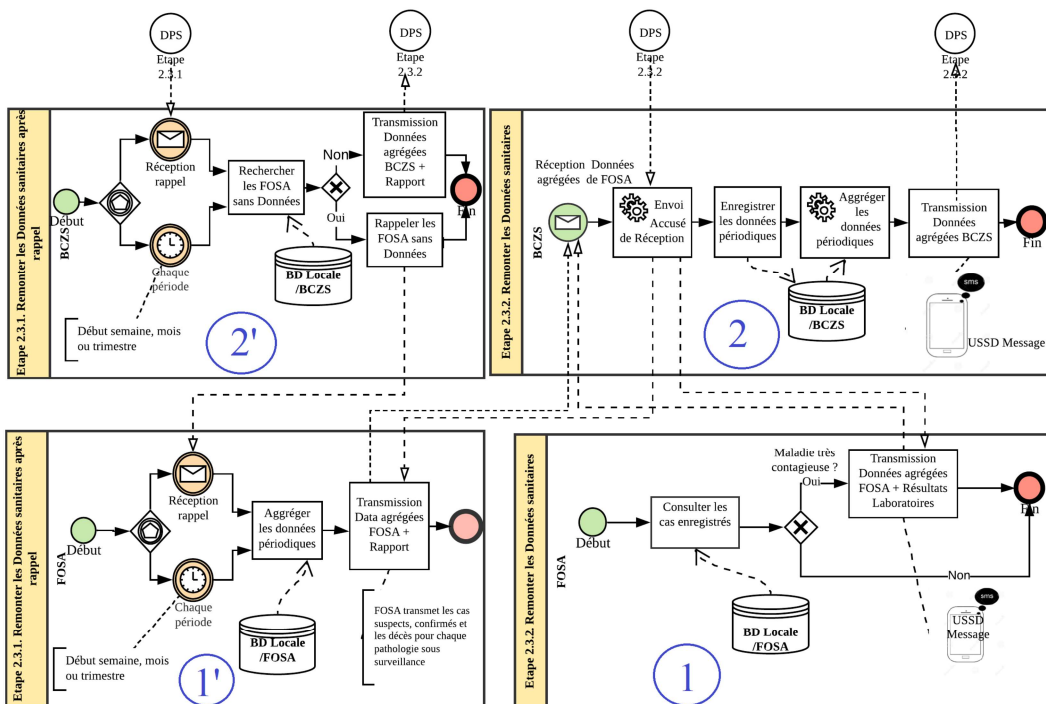 DPS
Etape
2.3.1
DPS
Etape
2.3.2
DPS
Etape
2.3.2
DPS
Etape
2.3.2
Etape 2.3.1. Remonter les Données sanitaires après
rappel
BCZS
Début
Réception
rappel
Chaque
période
Début semaine, mois
ou trimestre
Rechercher
les FOSA
sans Données
Non
Oui
Transmission
Données
agrégées
BCZS +
Rapport
Rappeler les
FOSA sans
Données
Fin
BD Locale
/BCZS
2'
Etape 2.3.2. Remonter les Données sanitaires
BCZS
Réception Données
agrégées de FOSA
Envoi
Accusé
de Réception
Enregistrer
les données
périodiques
Aggréger
les
données
périodiques
Transmission
Données
agrégées BCZS
Fin
BD Locale
/BCZS
2
sms
USSD Message
Etape 2.3.1. Remonter les Données sanitaires après
rappel
FOSA
Début
Réception
rappel
Chaque
période
Début semaine, mois
ou trimestre
Aggréger
les données
périodiques
Transmission
Data agrégées
FOSA +
Rapport
BD Locale
/FOSA
FOSA transmet les cas
suspects, confirmés et
les décès pour chaque
pathologie sous
surveillance
1'
Etape 2.3.2. Remonter les Données sanitaires
FOSA
Début
Consulter les
cas enregistrés
Maladie très
contagieuse ?
Oui
Transmission
Données agrégées
FOSA + Résultats
Laboratoires
Non
Fin
BD Locale
/FOSA
1
sms
USSD
Message